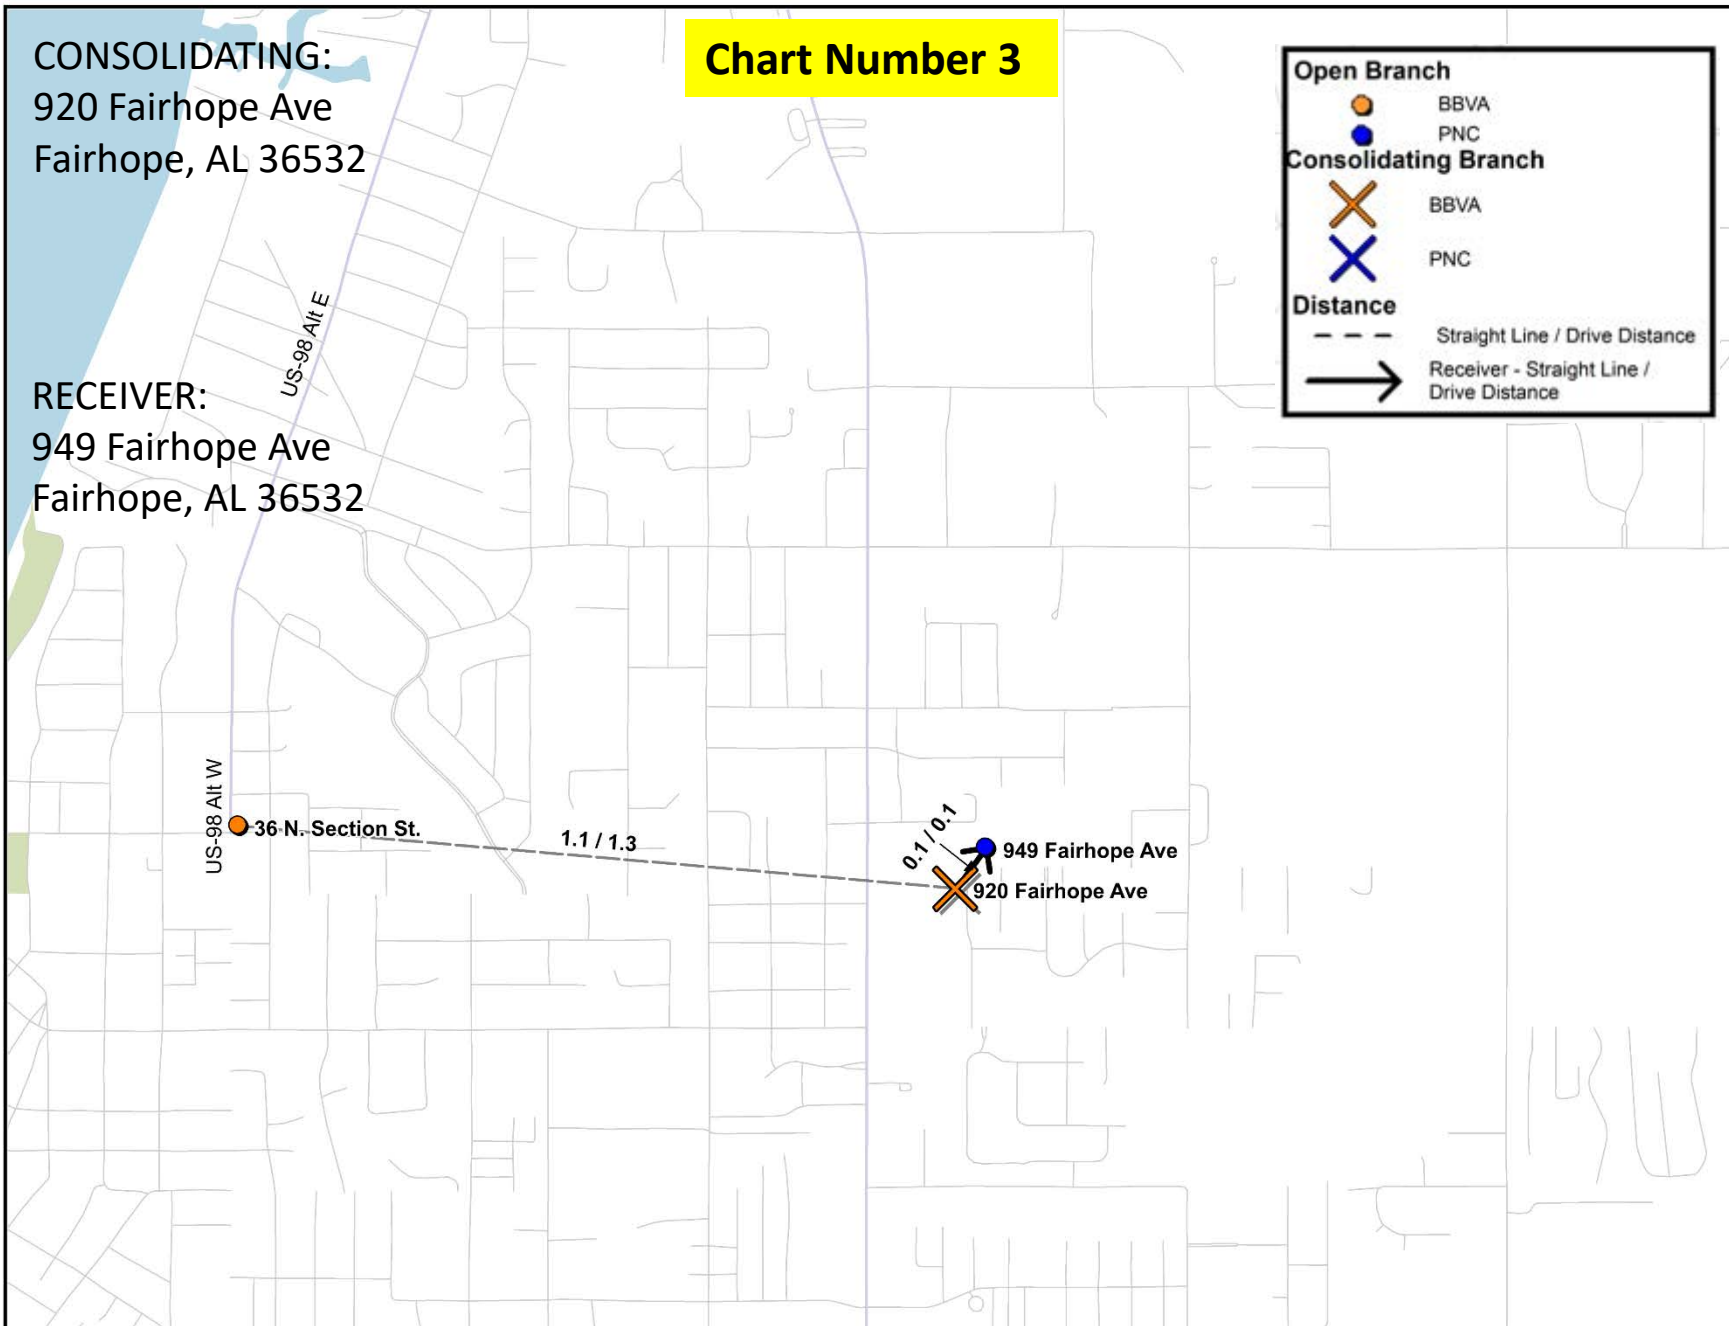 CONSOLIDATING:
920 Fairhope Ave
Fairhope, AL 36532
Chart Number 3
Open Branch
BBVA
PNC
Consolidating Branch
BBVA
PNC
Distance
Straight Line / Drive Distance
Receiver - Straight Line /
Drive Distance
US-98 Alt E
RECEIVER:
949 Fairhope Ave
Fairhope, AL 36532
US-98 Alt W
36 N. Section St.
1.1 / 1.3
0.1 / 0.1
949 Fairhope Ave
920 Fairhope Ave